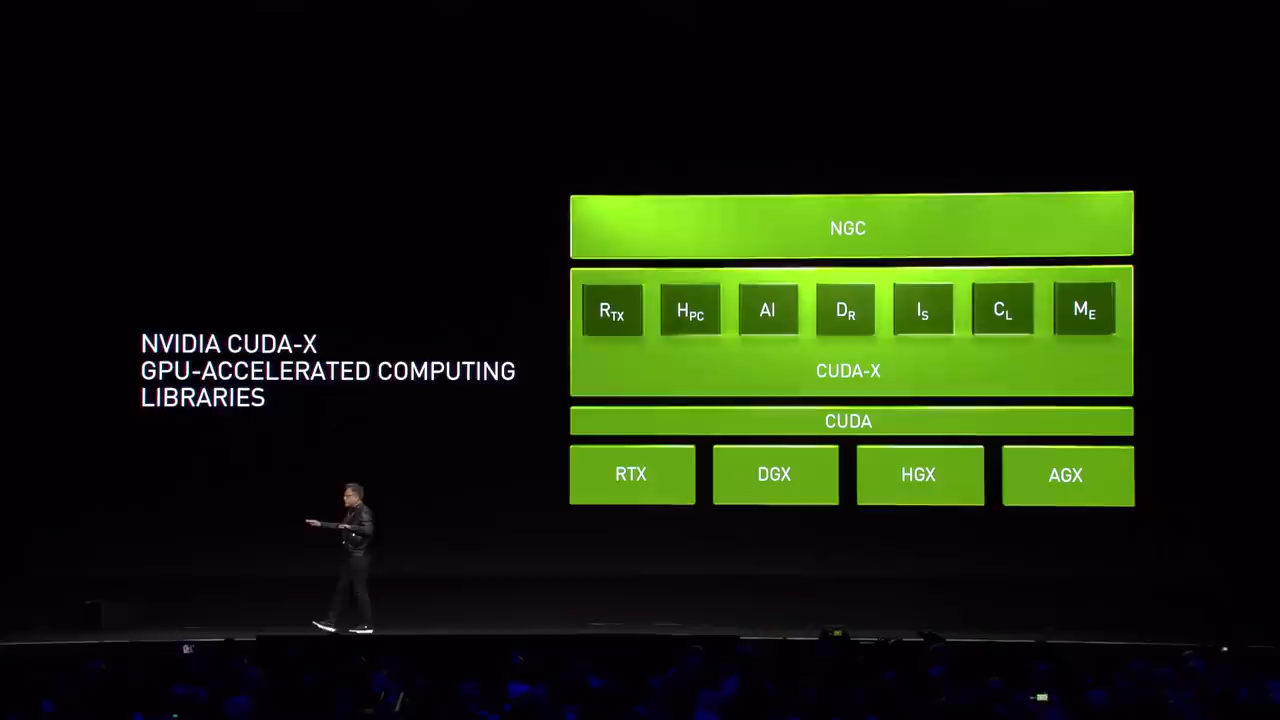 NVIDIA CUDA-X
GPU-ACCELERATED COMPUTING
LIBRARIES
NGC
RTX HPC AI DR IS CL ME
CUDA-X
CUDA
RTX DGX HGX AGX